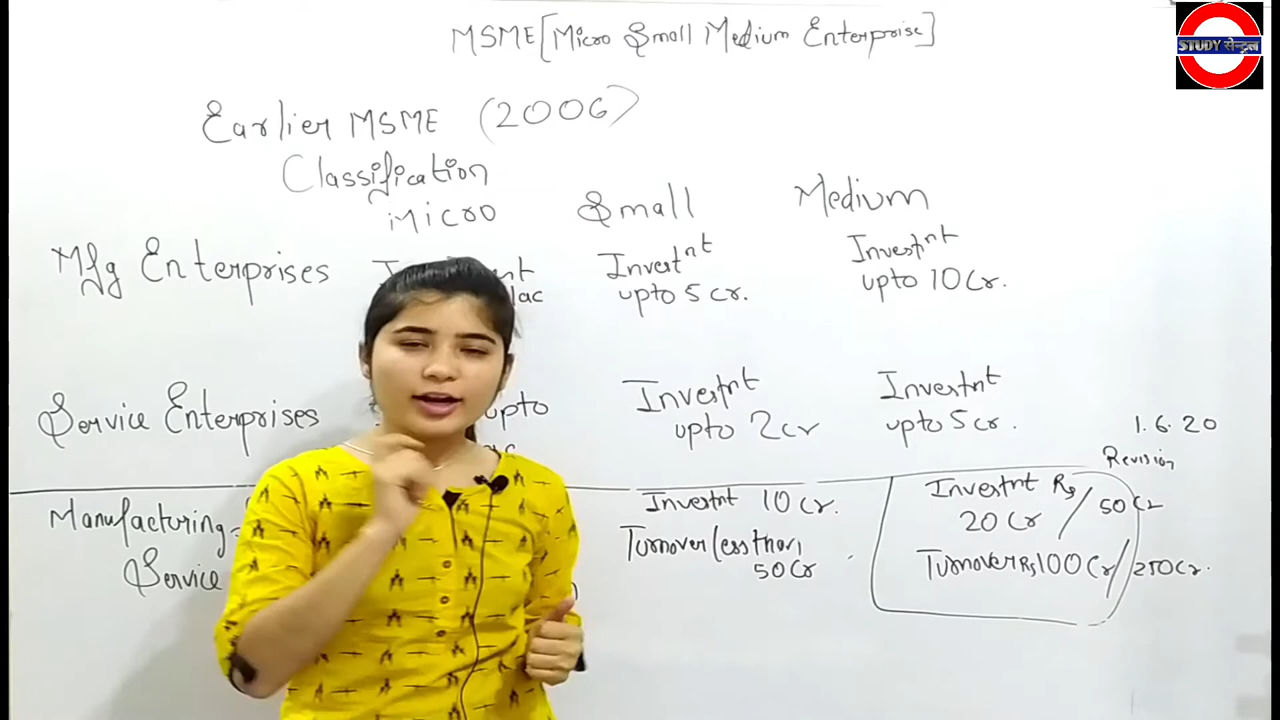 MSME [Micro Small Medium Enterprise]
STUDY सेन्ट्रल
Earlier MSME (2006)
Classification
Micro Small Medium
Mfg Enterprises
Investnt
upto 5 Cr.
Investnt
upto 10 Cr.
lac
Service Enterprises
upto
Investnt
upto 2 cr
Investnt
upto 5 cr.
1.6.20
Revision
Manufacturing
Service
Investnt 10 Cr.
Turnover less than
50 Cr
Investnt Rs
20 Cr / 50 Cr
Turnover Rs 100 Cr / 250 Cr.